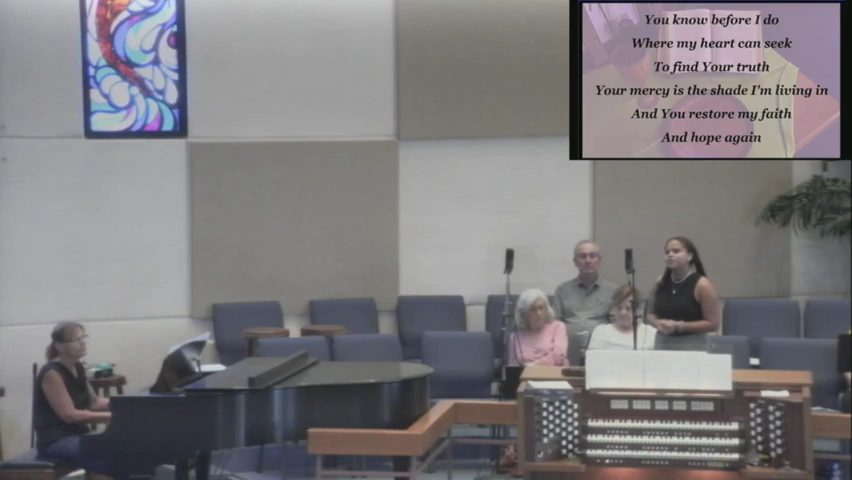 You know before I do
Where my heart can seek
To find Your truth
Your mercy is the shade I'm living in
And You restore my faith
And hope again